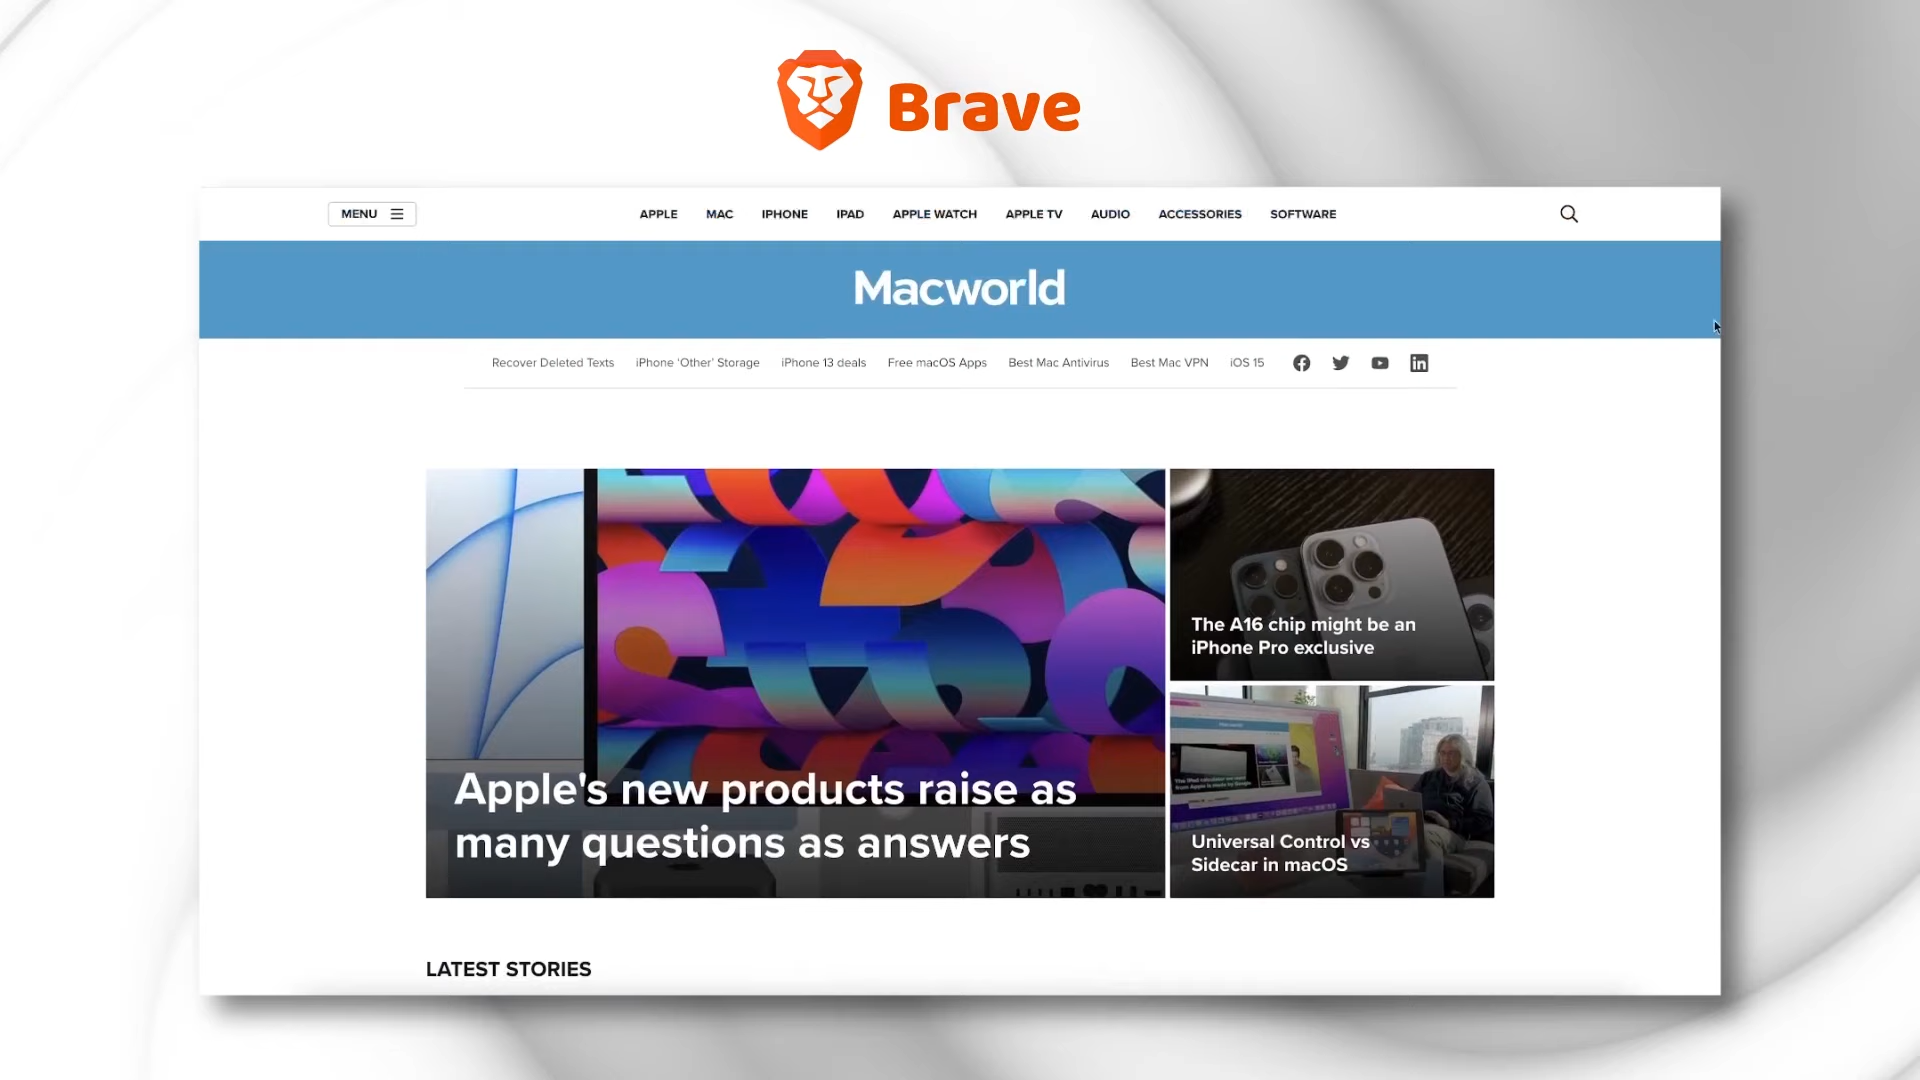 Brave
MENU
APPLE MAC IPHONE IPAD APPLE WATCH APPLE TV AUDIO ACCESSORIES SOFTWARE
Macworld
Recover Deleted Texts iPhone ‘Other’ Storage iPhone 13 deals Free macOS Apps Best Mac Antivirus Best Mac VPN iOS 15
Apple's new products raise as
many questions as answers
The A16 chip might be an
iPhone Pro exclusive
Universal Control vs
Sidecar in macOS
LATEST STORIES